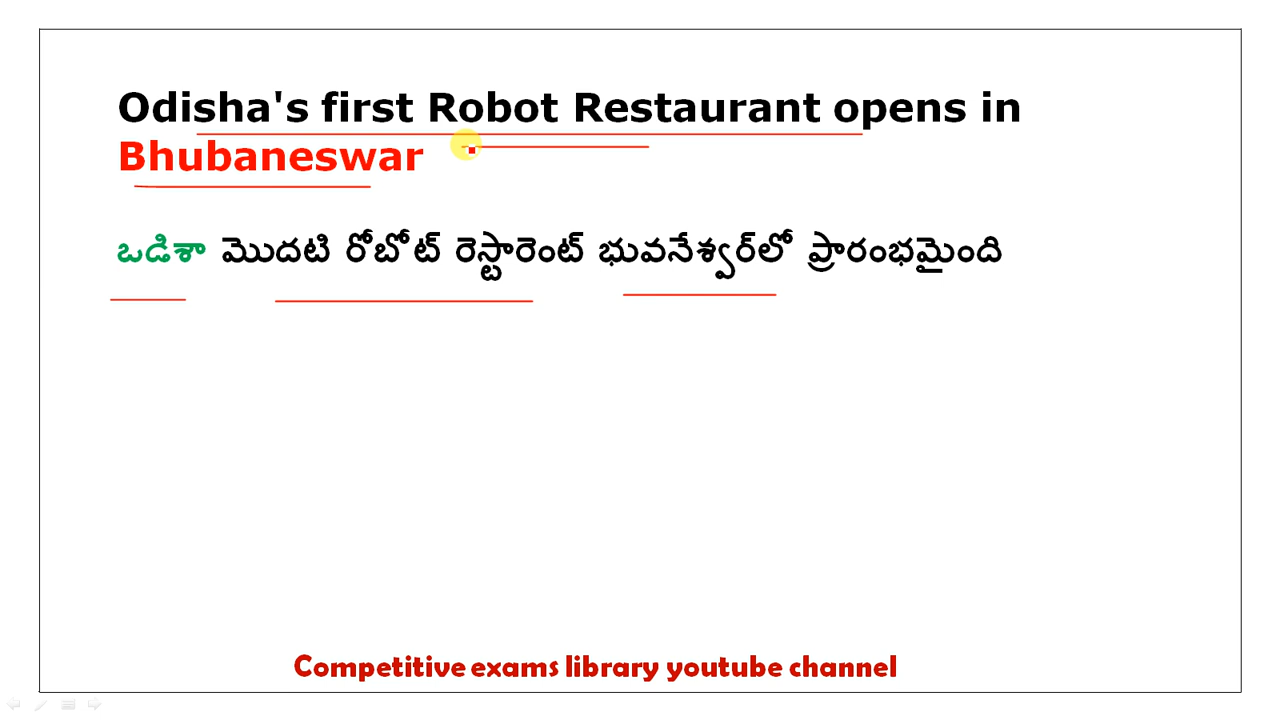 Odisha's first Robot Restaurant opens in
Bhubaneswar
ఒడిశా మొదటి రోబోట్ రెస్టారెంట్ భువనేశ్వర్‌లో ప్రారంభమైంది
Competitive exams library youtube channel